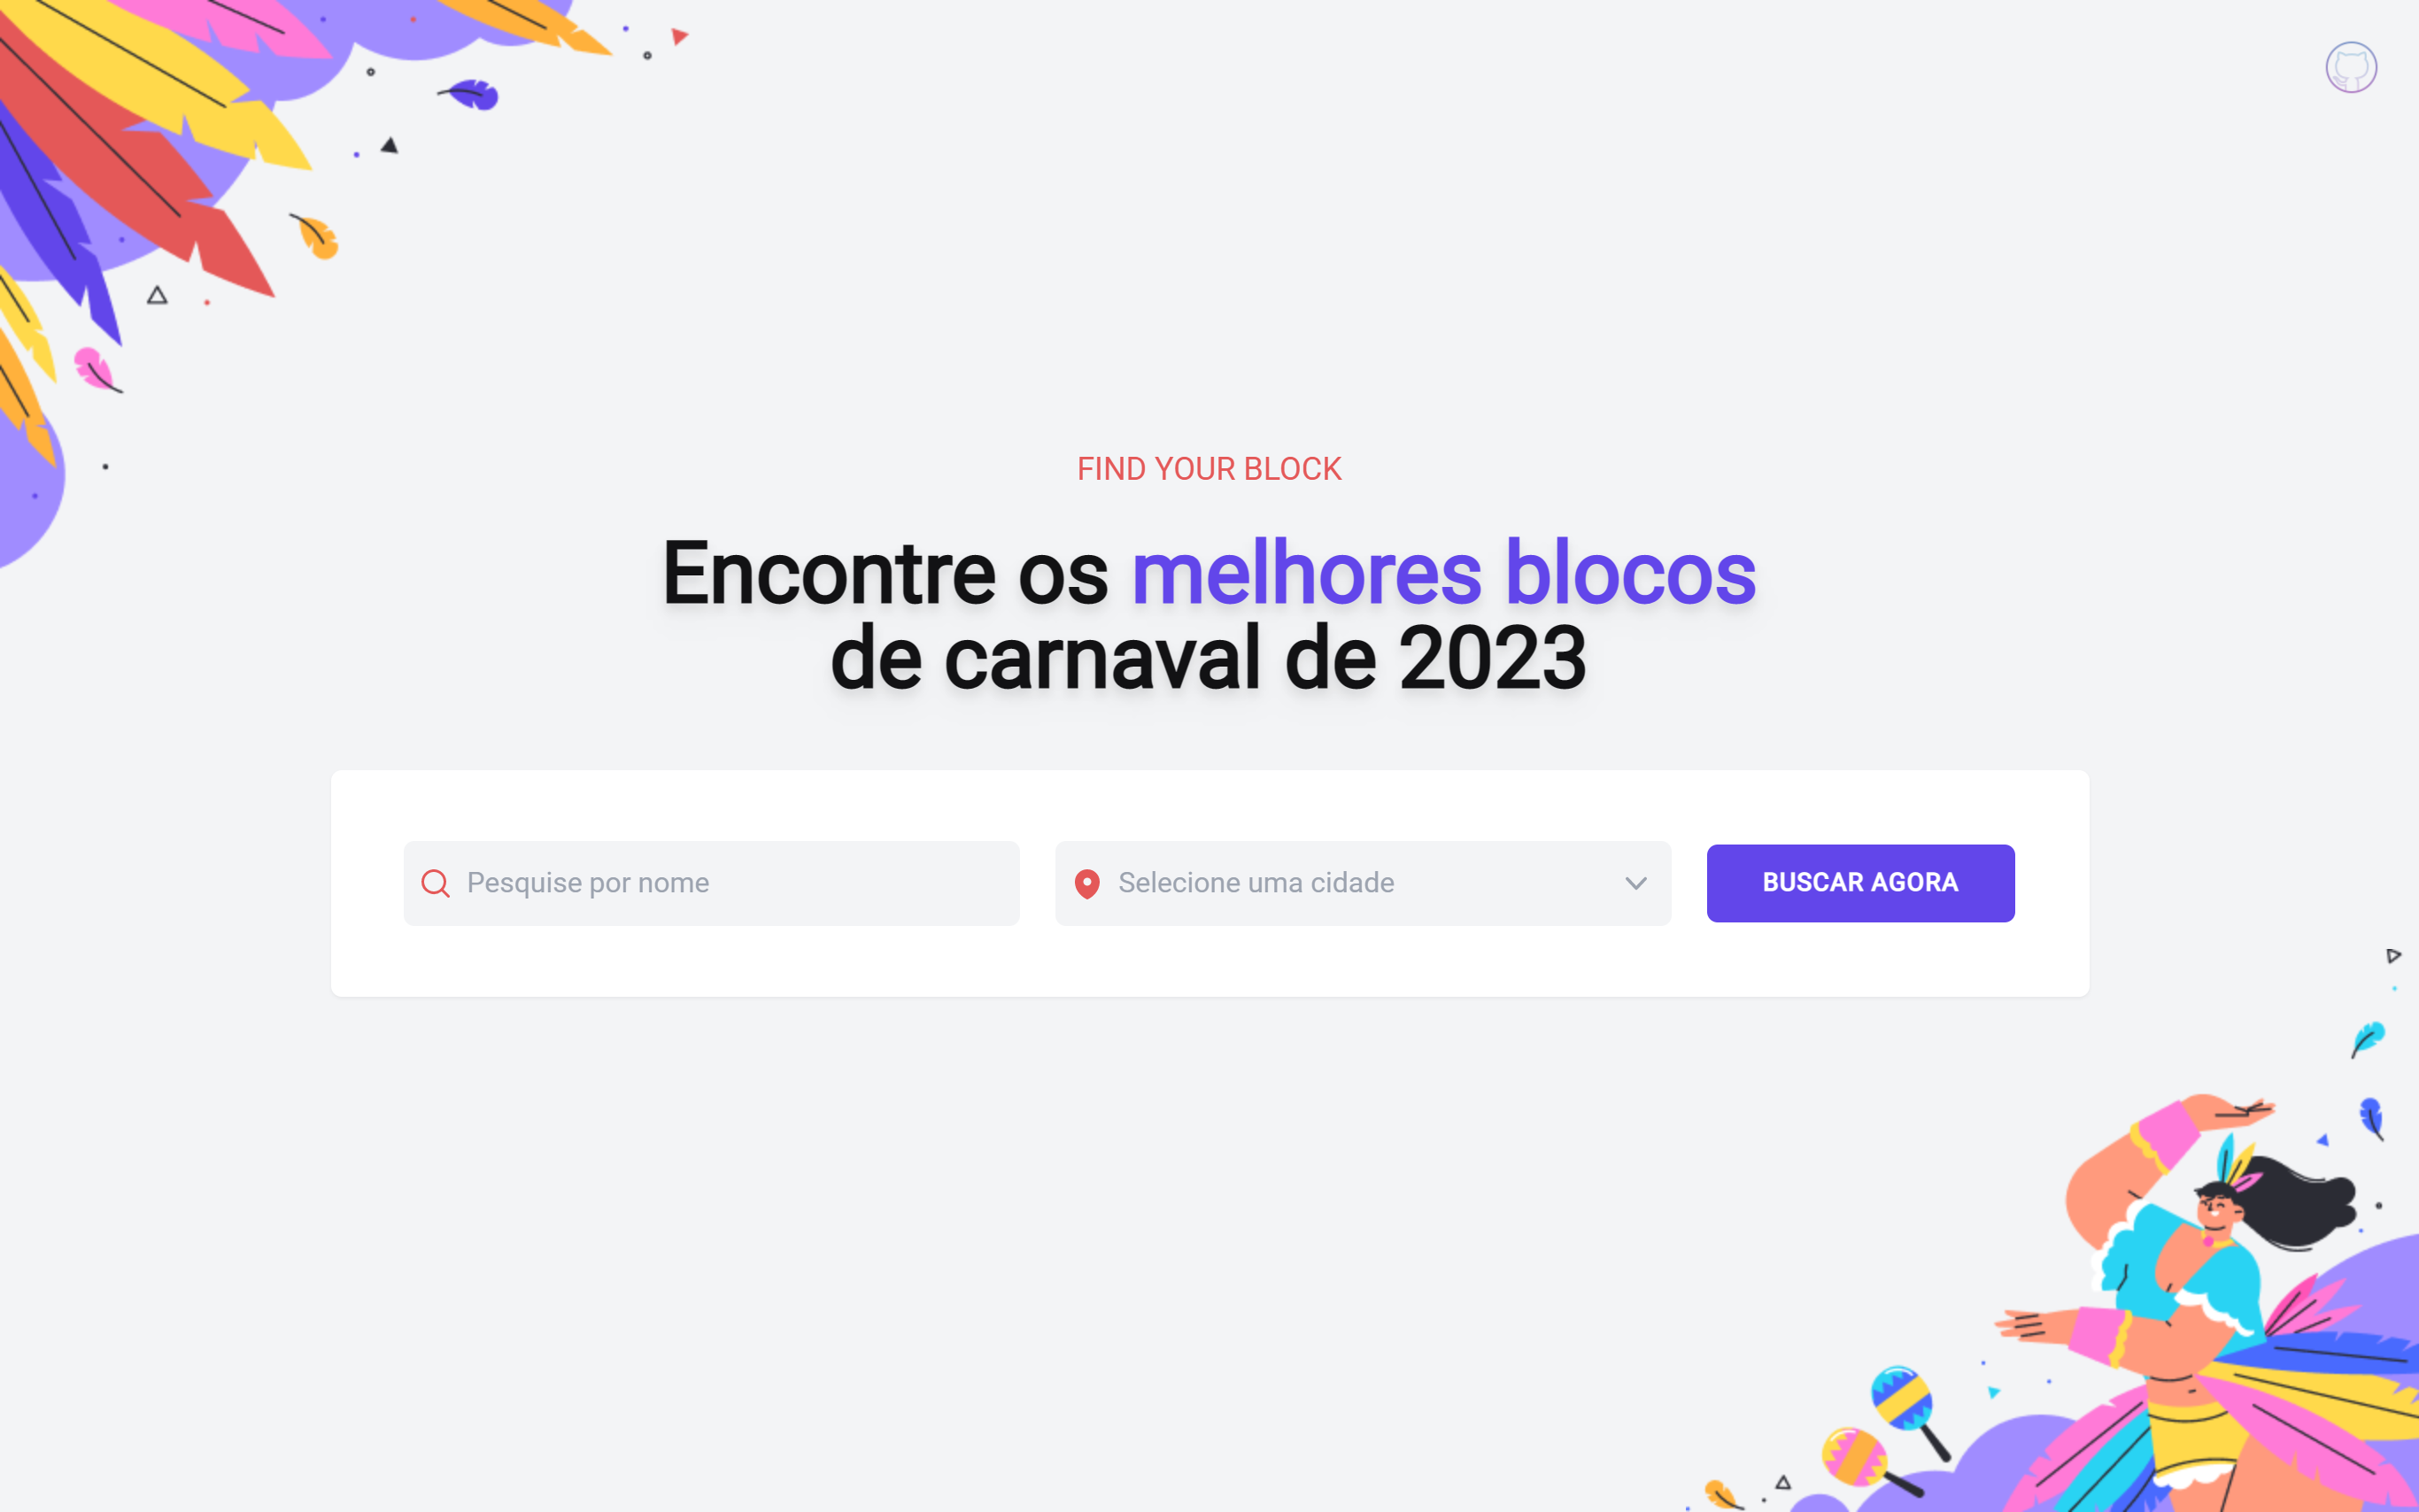 FIND YOUR BLOCK
Encontre os melhores blocos
de carnaval de 2023
Pesquise por nome
Selecione uma cidade
BUSCAR AGORA